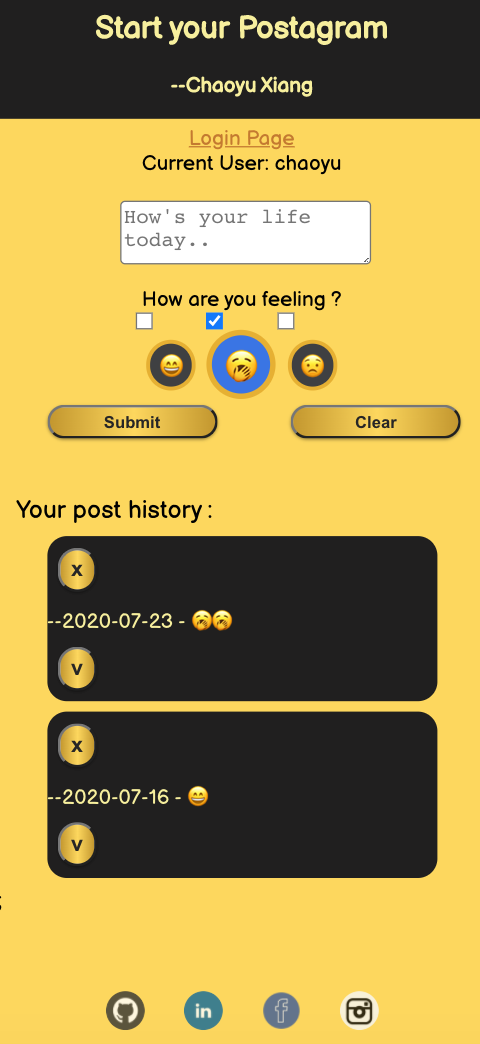 Start your Postagram
--Chaoyu Xiang
Login Page
Current User: chaoyu
How's your life
today..
How are you feeling ?
😄 🥱 😟
Submit Clear
Your post history :
x
--2020-07-23 - 🥱🥱
v
x
--2020-07-16 - 😄
v
;
in f